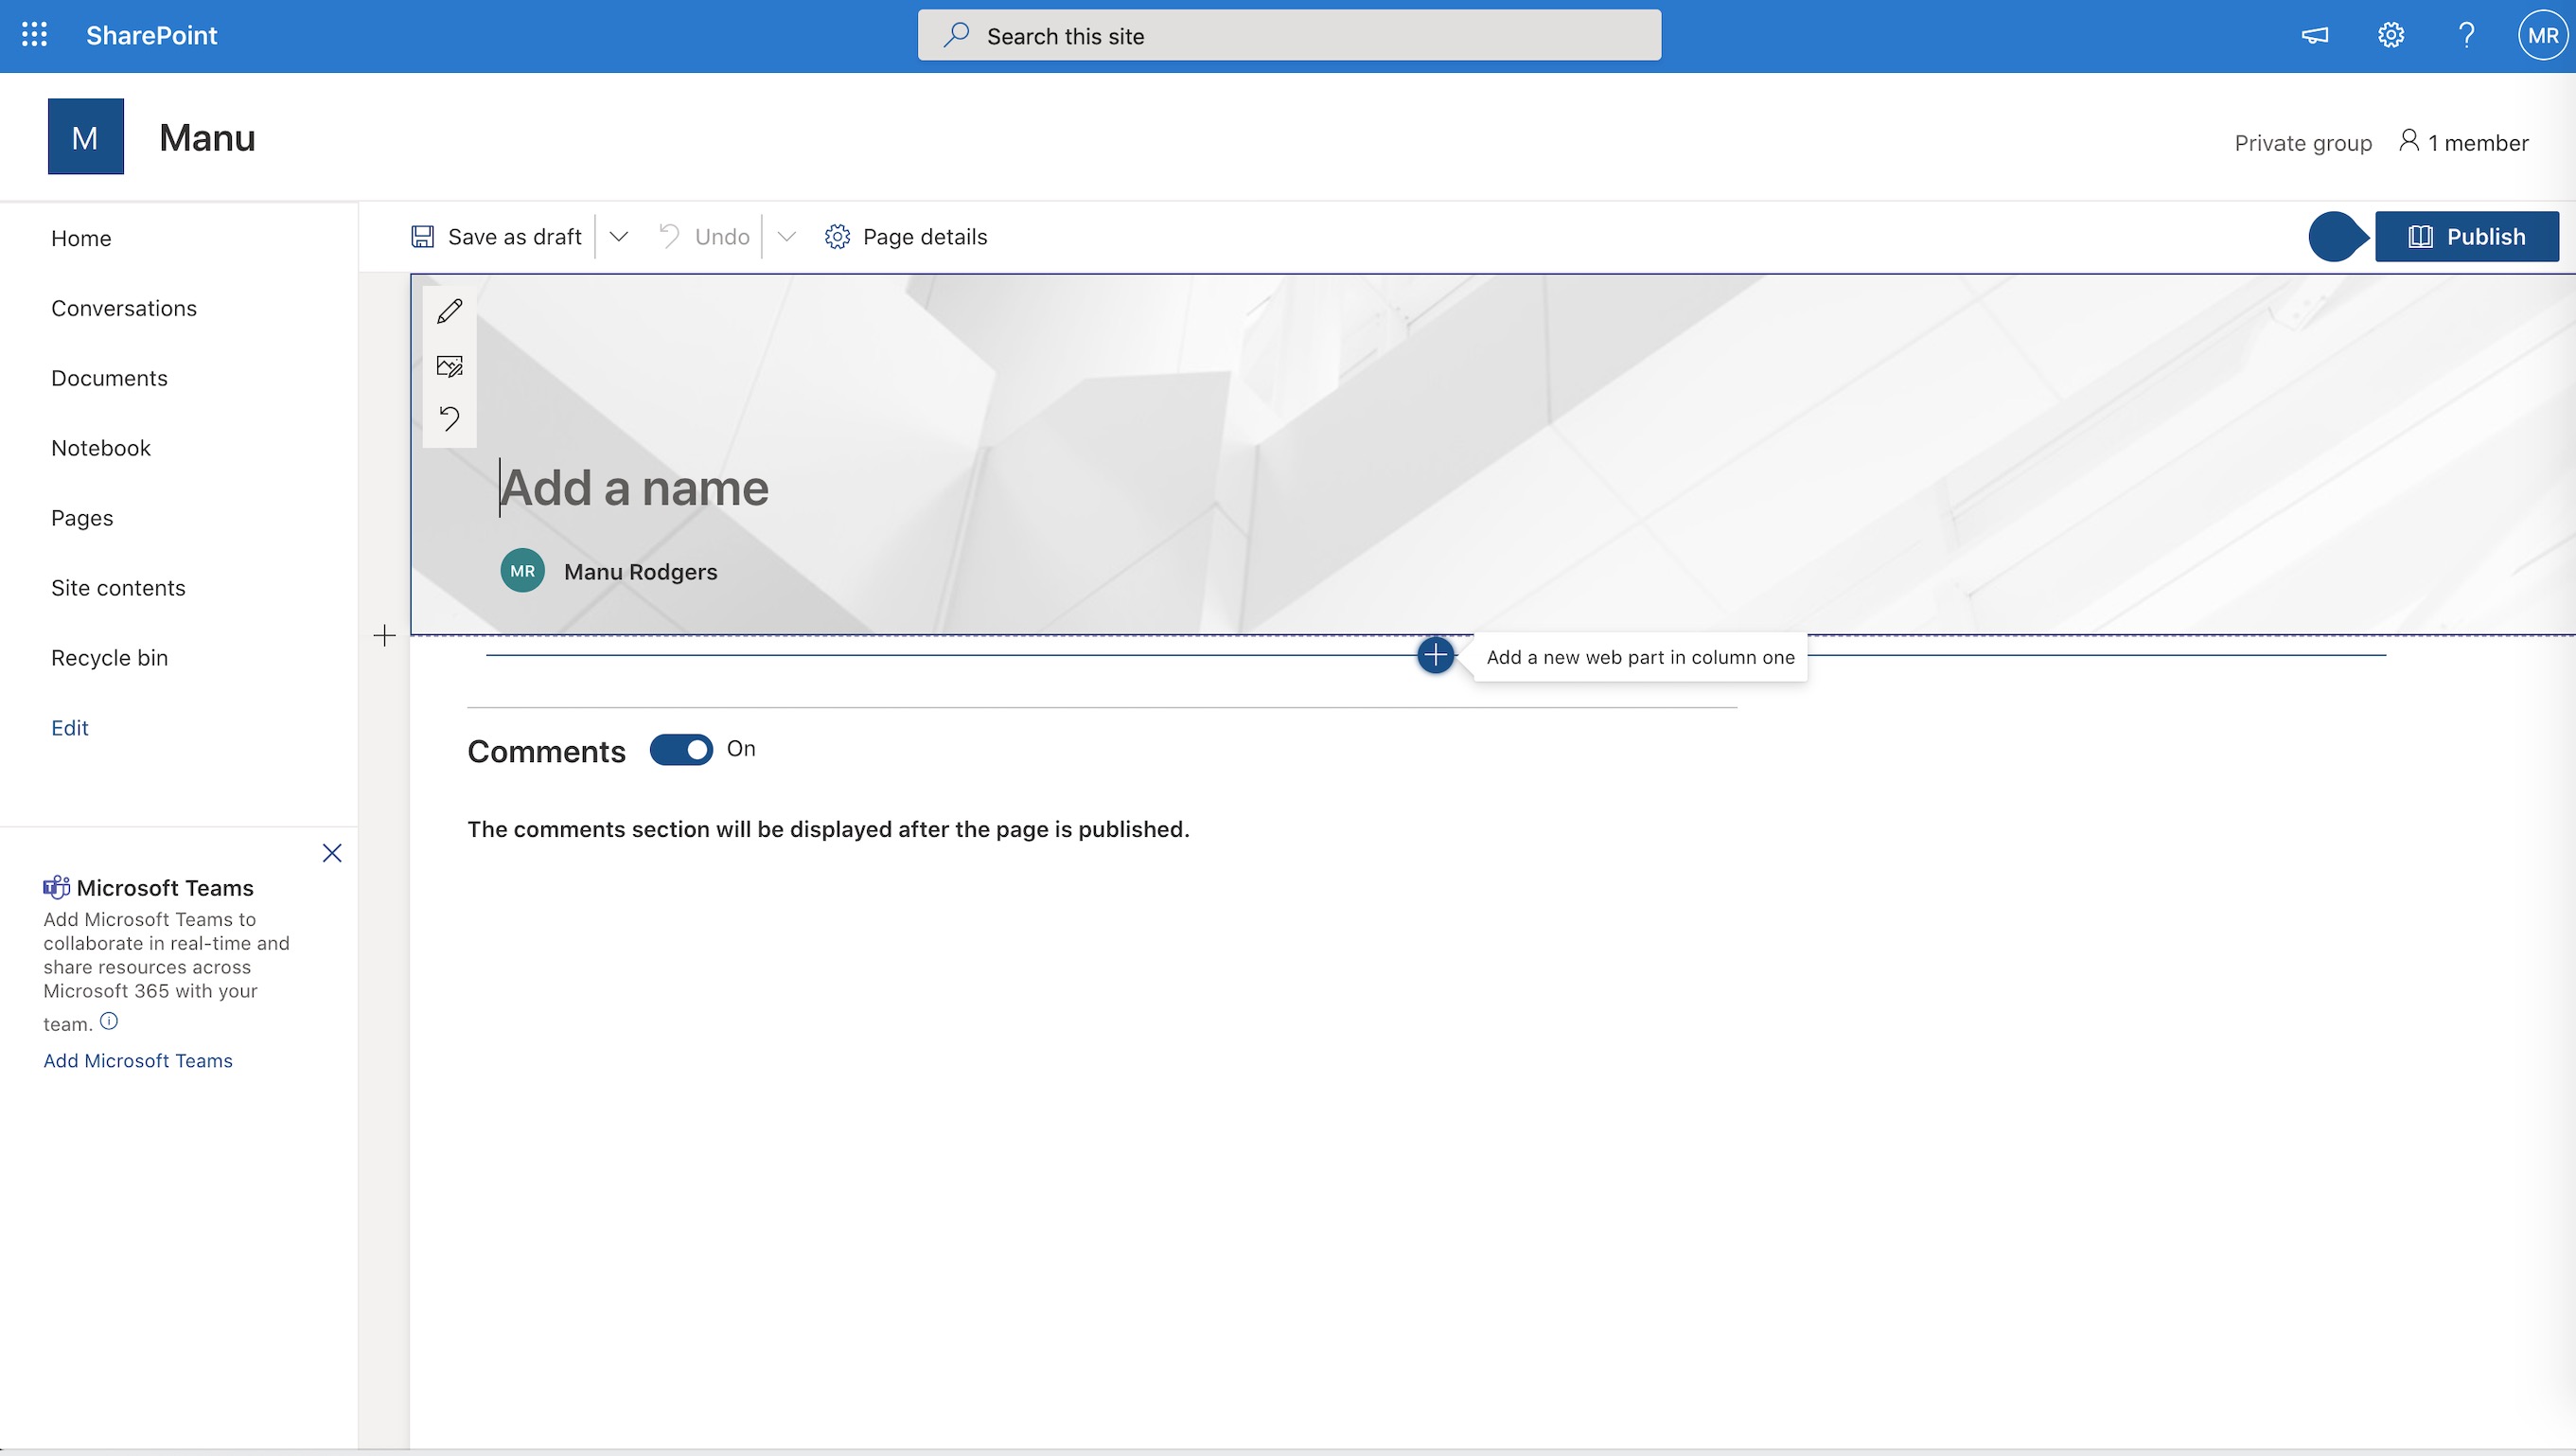 SharePoint
Search this site
MR
M
Manu
Private group
1 member
Home
Conversations
Documents
Notebook
Pages
Site contents
Recycle bin
Edit
Save as draft
Undo
Page details
Publish
Add a name
MR
Manu Rodgers
Add a new web part in column one
Comments
On
The comments section will be displayed after the page is published.
Microsoft Teams
Add Microsoft Teams to
collaborate in real-time and
share resources across
Microsoft 365 with your
team.
Add Microsoft Teams